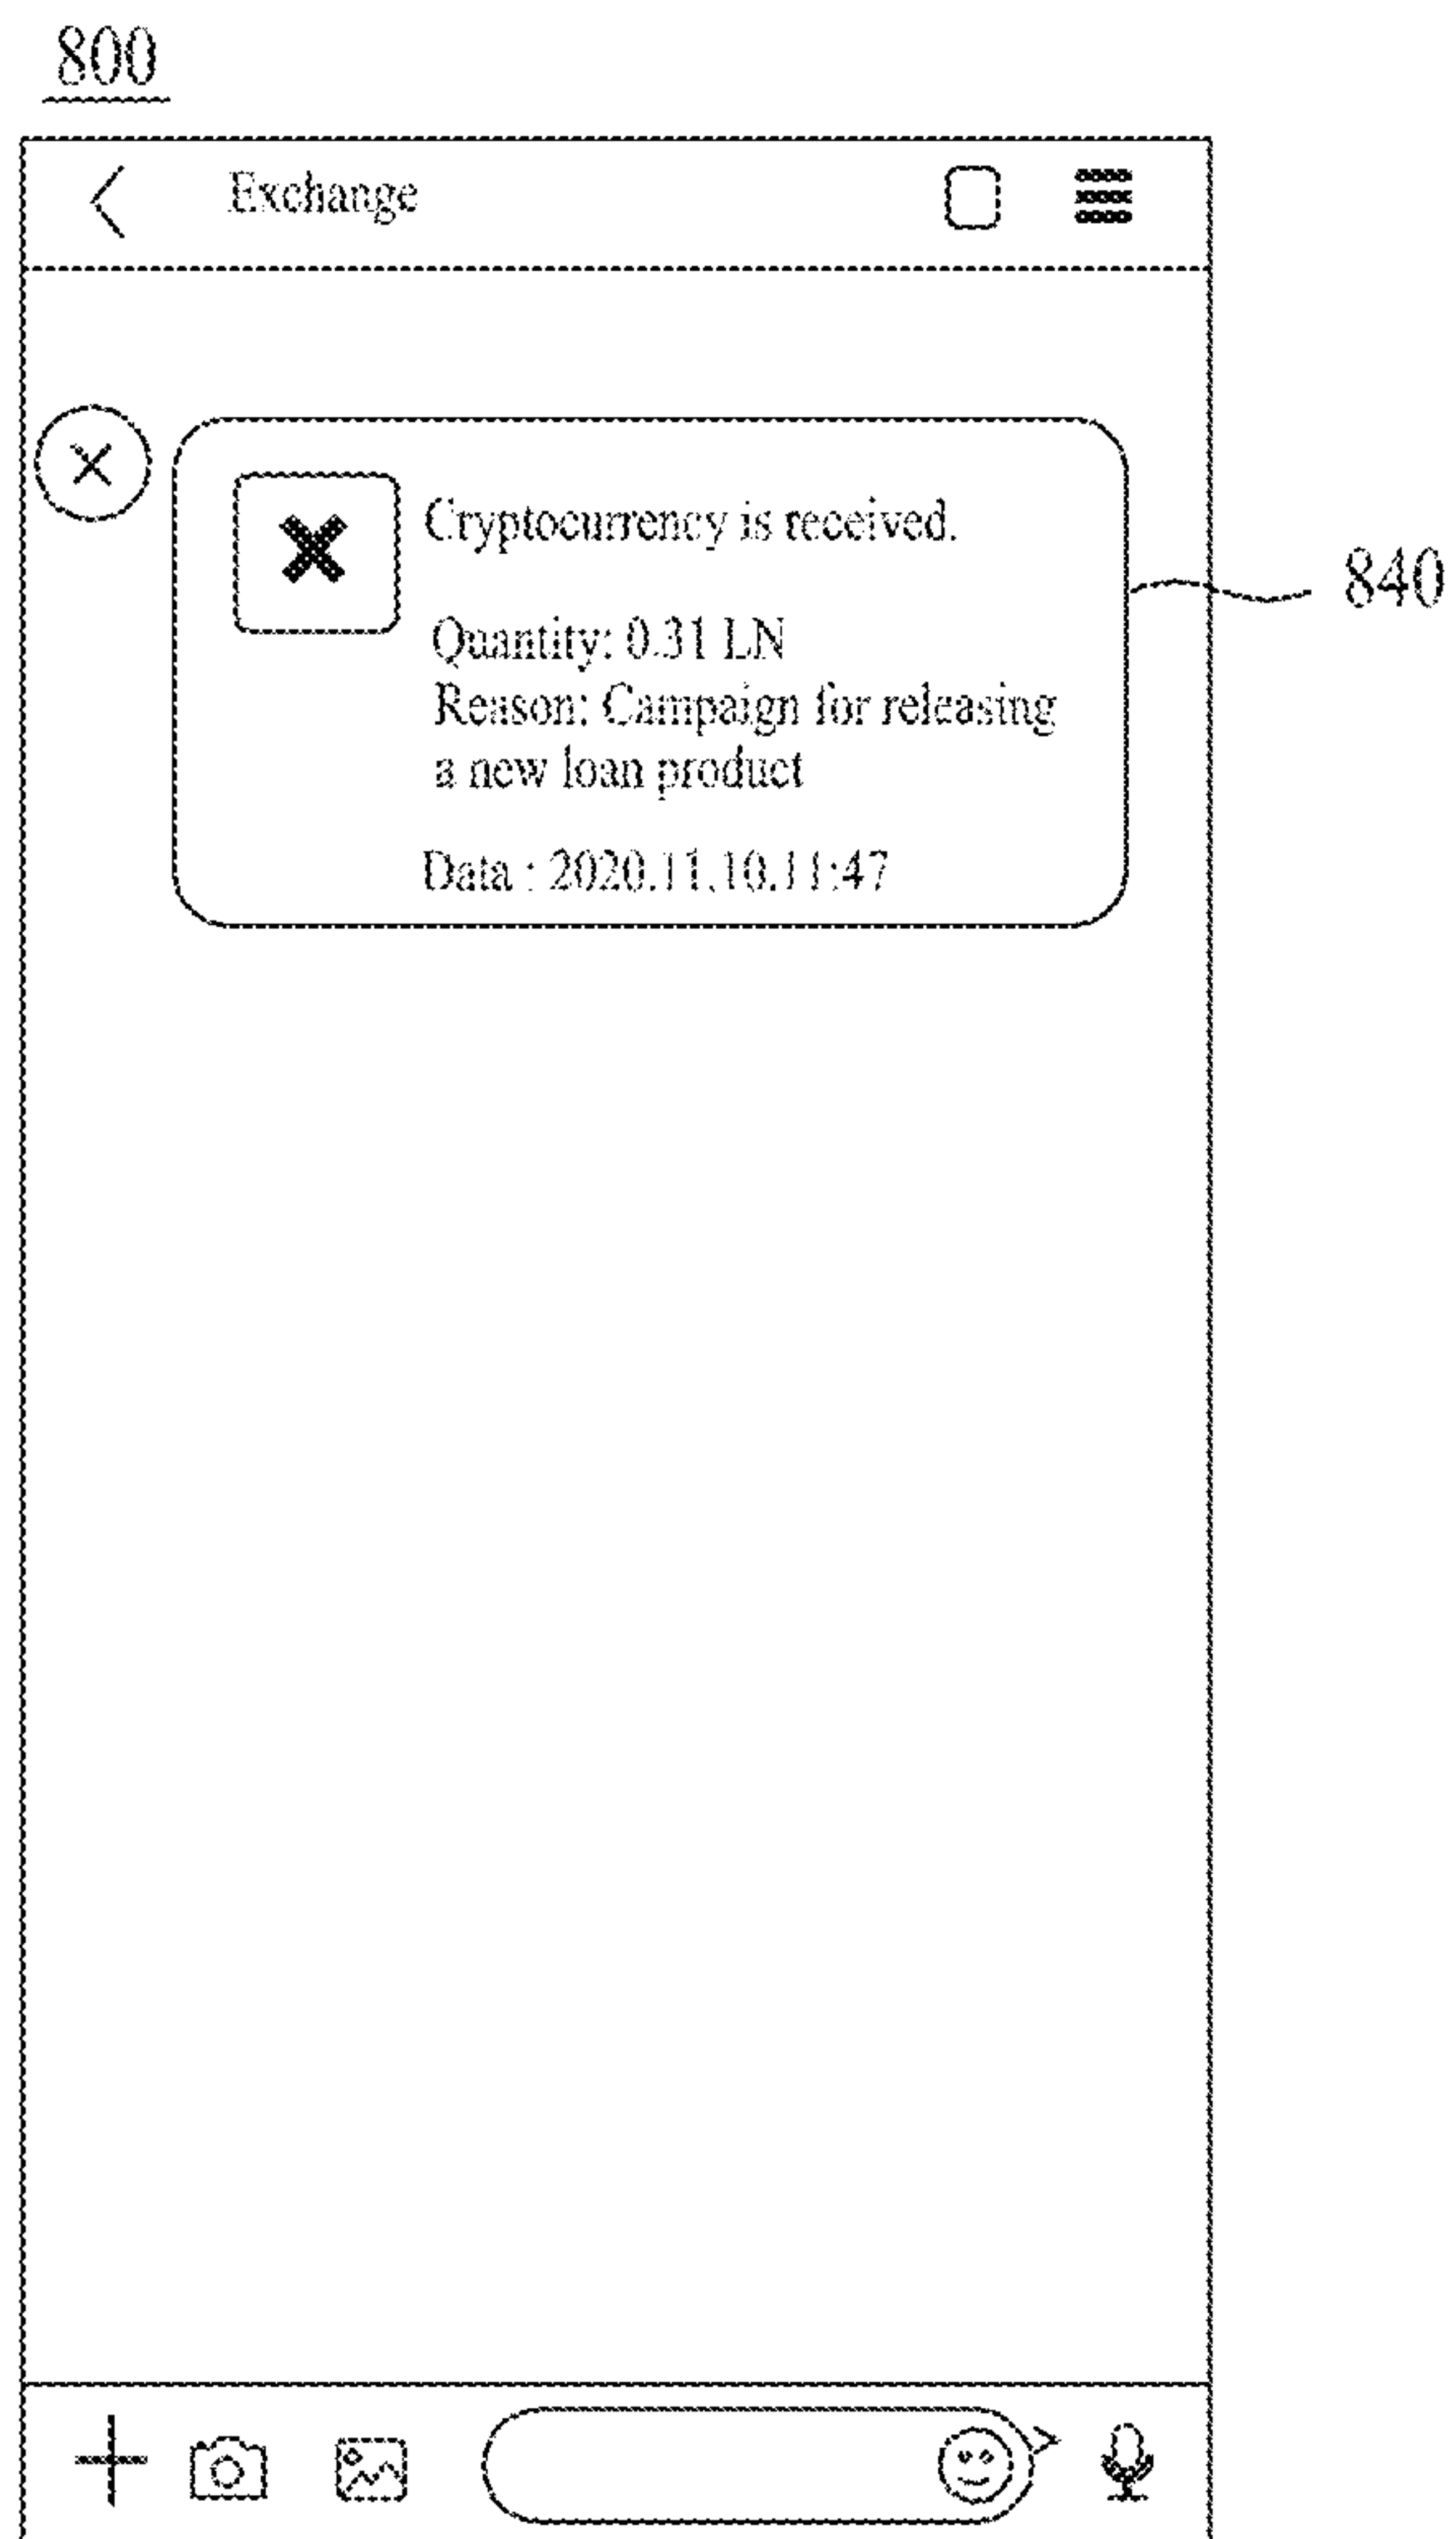 800
Exchange
Cryptocurrency is received.
840
Quantity: 0.31 LN
Reason: Campaign for releasing
a new loan product
Data : 2020.11.10.11:47